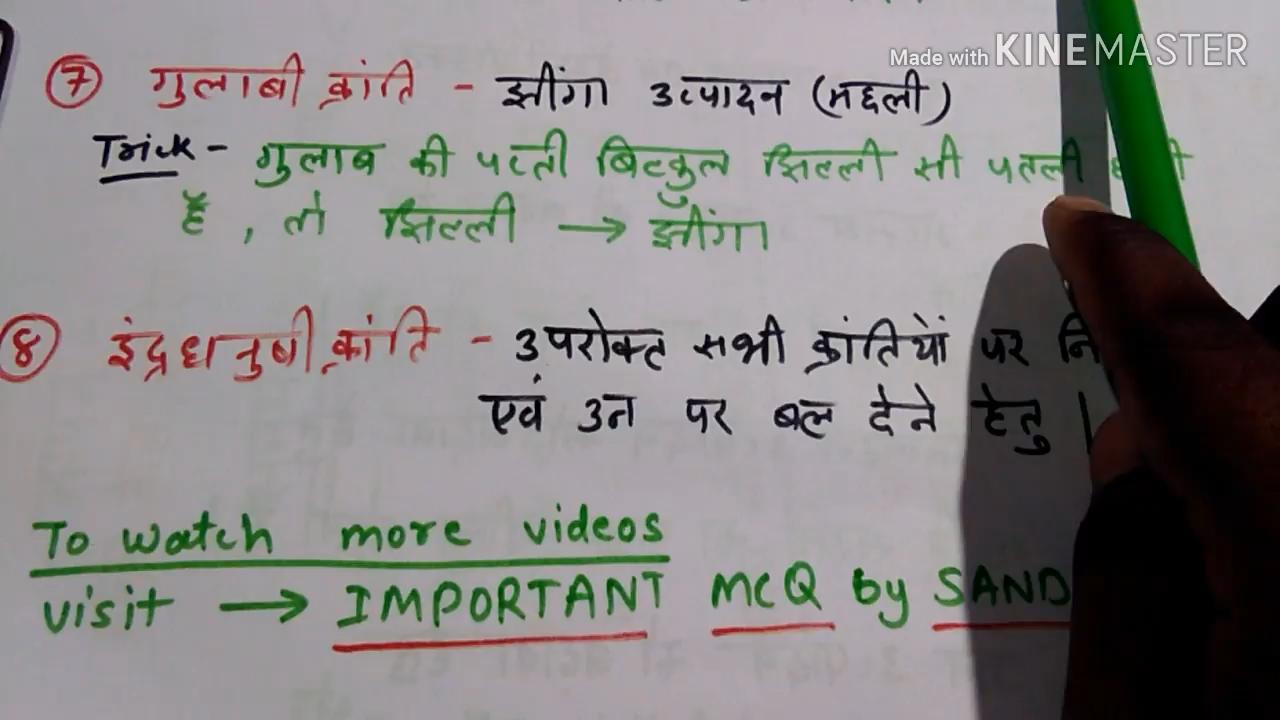 Made with KINEMASTER
⑦ गुलाबी क्रांति - झींगा उत्पादन (मछली)
Trick - गुलाब की पत्ती बिल्कुल झिल्ली सी पतली
है, तो झिल्ली → झींगा
⑧ इंद्रधनुषी क्रांति - उपरोक्त सभी क्रांतियों पर
एवं उन पर बल देने हेतु |
To watch more videos
visit → IMPORTANT MCQ by SAND